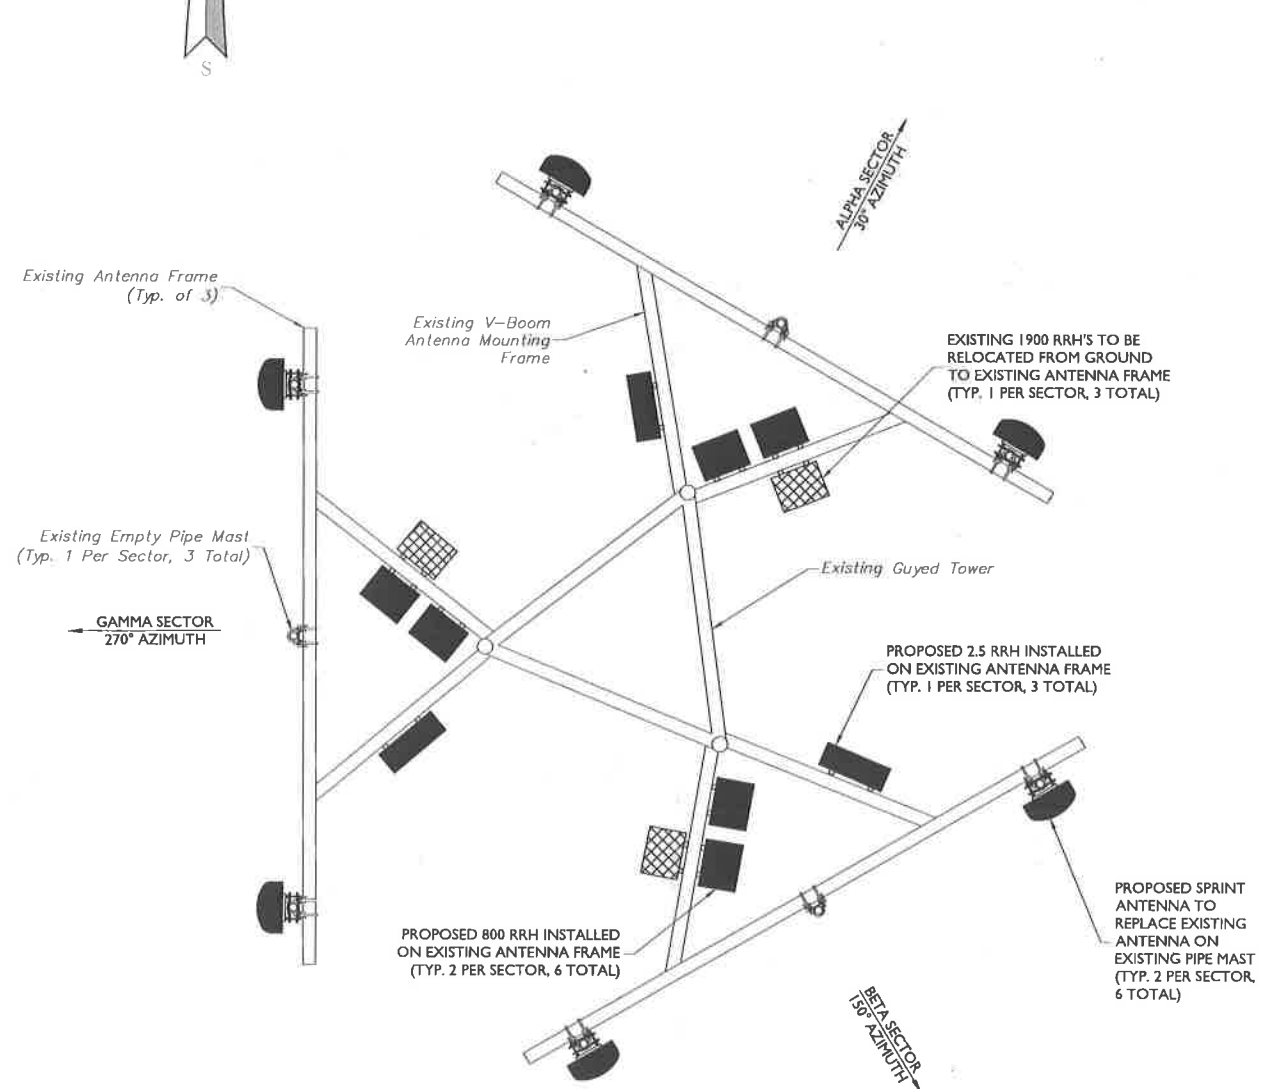 S
ALPHA SECTOR
30° AZIMUTH
Existing Antenna Frame
(Typ. of 3)
Existing V-Boom
Antenna Mounting
Frame
EXISTING 1900 RRH'S TO BE
RELOCATED FROM GROUND
TO EXISTING ANTENNA FRAME
(TYP. 1 PER SECTOR, 3 TOTAL)
Existing Empty Pipe Mast
(Typ. 1 Per Sector, 3 Total)
Existing Guyed Tower
GAMMA SECTOR
270° AZIMUTH
PROPOSED 2.5 RRH INSTALLED
ON EXISTING ANTENNA FRAME
(TYP. 1 PER SECTOR, 3 TOTAL)
PROPOSED SPRINT
ANTENNA TO
REPLACE EXISTING
ANTENNA ON
EXISTING PIPE MAST
(TYP. 2 PER SECTOR,
6 TOTAL)
PROPOSED 800 RRH INSTALLED
ON EXISTING ANTENNA FRAME
(TYP. 2 PER SECTOR, 6 TOTAL)
BETA SECTOR
150° AZIMUTH